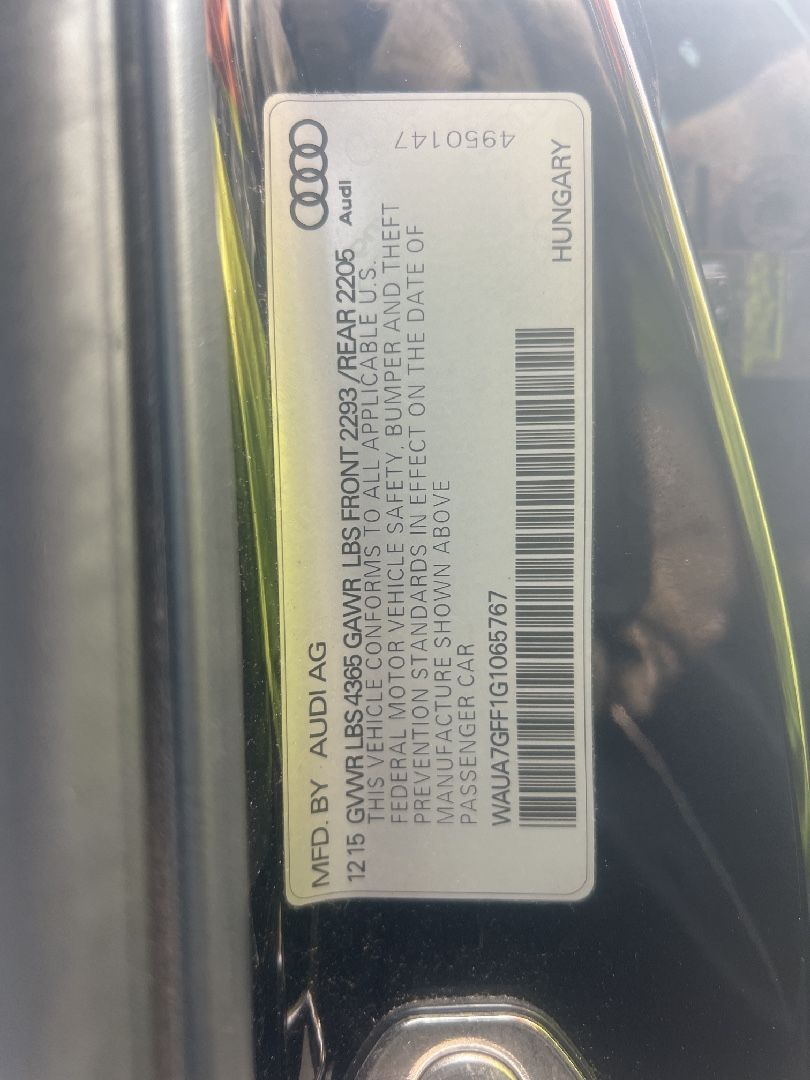 MFD. BY AUDI AG
Audi
12 15 GVWR LBS 4365 GAWR LBS FRONT 2293 /REAR 2205
THIS VEHICLE CONFORMS TO ALL APPLICABLE U.S.
FEDERAL MOTOR VEHICLE SAFETY, BUMPER AND THEFT
PREVENTION STANDARDS IN EFFECT ON THE DATE OF
MANUFACTURE SHOWN ABOVE
PASSENGER CAR
4950147
WAUA7GFF1G1065767
HUNGARY